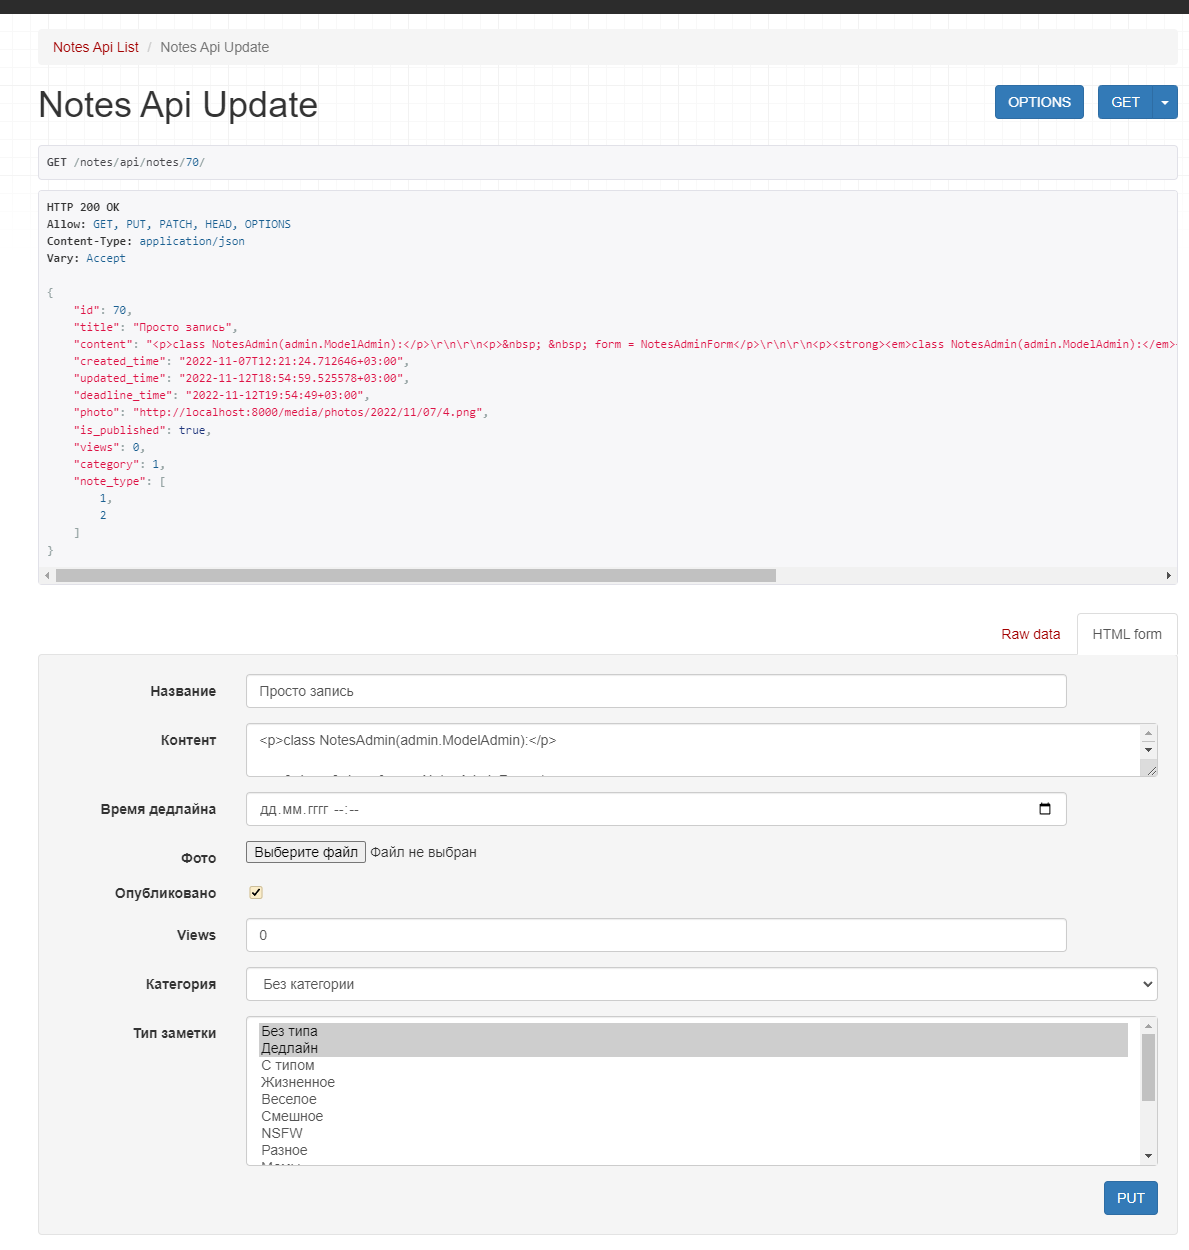 Notes Api List / Notes Api Update
Notes Api Update
OPTIONS
GET
GET /notes/api/notes/70/
HTTP 200 OK
Allow: GET, PUT, PATCH, HEAD, OPTIONS
Content-Type: application/json
Vary: Accept
{
"id": 70,
"title": "Просто запись",
"content": "<p>class NotesAdmin(admin.ModelAdmin):</p>\r\n\r\n<p>&nbsp; &nbsp; form = NotesAdminForm</p>\r\n\r\n<p><strong><em>class NotesAdmin(admin.ModelAdmin):</em>
"created_time": "2022-11-07T12:21:24.712646+03:00",
"updated_time": "2022-11-12T18:54:59.525578+03:00",
"deadline_time": "2022-11-12T19:54:49+03:00",
"photo": "http://localhost:8000/media/photos/2022/11/07/4.png",
"is_published": true,
"views": 0,
"category": 1,
"note_type": [
1,
2
]
}
Raw data
HTML form
Название
Просто запись
Контент
<p>class NotesAdmin(admin.ModelAdmin):</p>
Время дедлайна
дд.мм.гггг --:--
Фото
Выберите файл Файл не выбран
Опубликовано
Views
0
Категория
Без категории
Тип заметки
Без типа
Дедлайн
С типом
Жизненное
Веселое
Смешное
NSFW
Разное
PUT